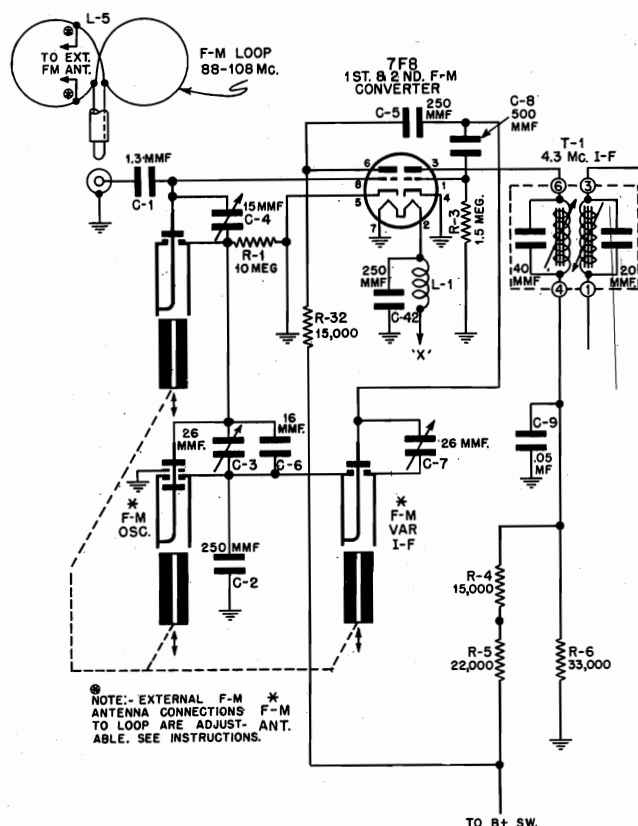 L-5
TO EXT.
FM ANT.
F-M LOOP
88-108 MC.
7F8
1ST. & 2ND. F-M
CONVERTER
250
MMF
C-5
C-8
500
MMF
T-1
4.3 MC. I-F
1.3 MMF
C-1
15 MMF
C-4
R-1
10 MEG
6
3
8
1
5
4
7
2
R-3
1.5 MEG.
6
3
40
MMF
20
MMF
4
1
250
MMF
C-42
L-1
'X'
R-32
15,000
26
MMF.
C-3
16
MMF.
C-6
26 MMF.
C-7
C-9
.05
MF
*
F-M
OSC.
*
F-M
VAR
I-F
250 MMF
C-2
R-4
15,000
R-5
22,000
R-6
33,000
NOTE:- EXTERNAL F-M
ANTENNA CONNECTIONS
TO LOOP ARE ADJUST-
ABLE. SEE INSTRUCTIONS.
*
F-M
ANT.
TO B+ SW.